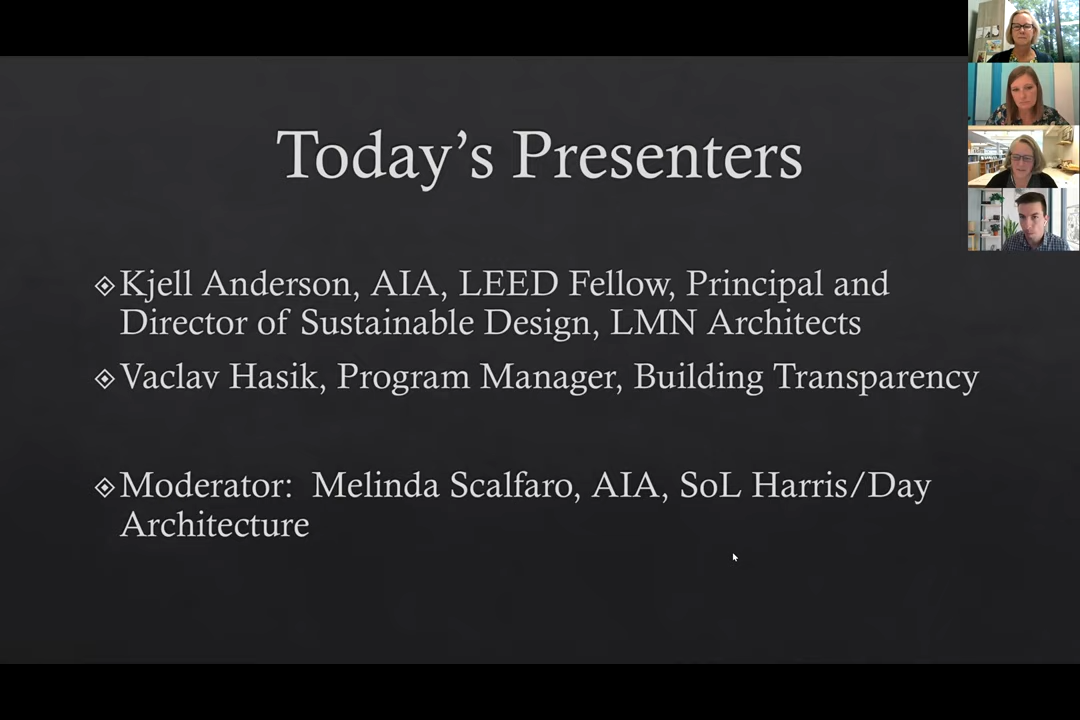 Today's Presenters
Kjell Anderson, AIA, LEED Fellow, Principal and
Director of Sustainable Design, LMN Architects
Vaclav Hasik, Program Manager, Building Transparency
Moderator:  Melinda Scalfaro, AIA, SoL Harris/Day
Architecture